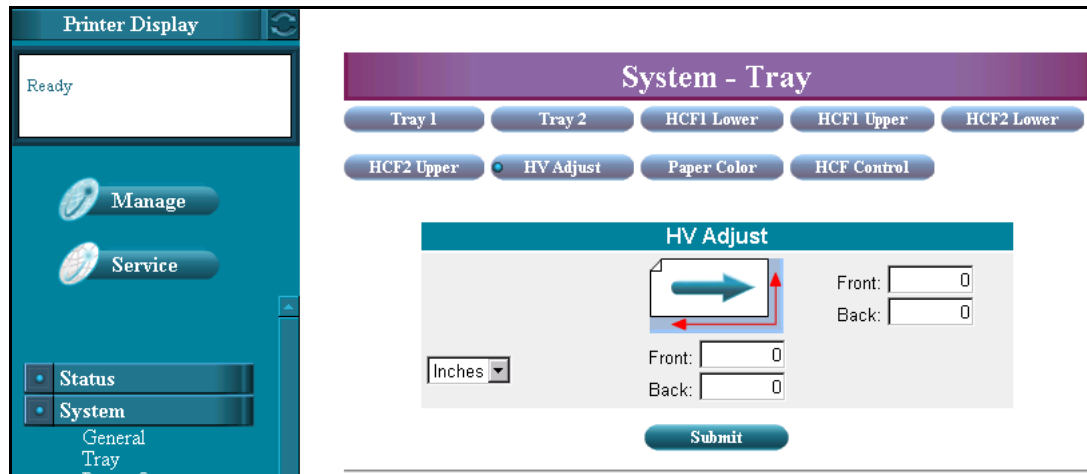 Printer Display
Ready
Manage
Service
Status
System
General
Tray
System - Tray
Tray 1 Tray 2 HCF1 Lower HCF1 Upper HCF2 Lower
HCF2 Upper HV Adjust Paper Color HCF Control
HV Adjust
Front: 0
Back: 0
Inches
Front: 0
Back: 0
Submit